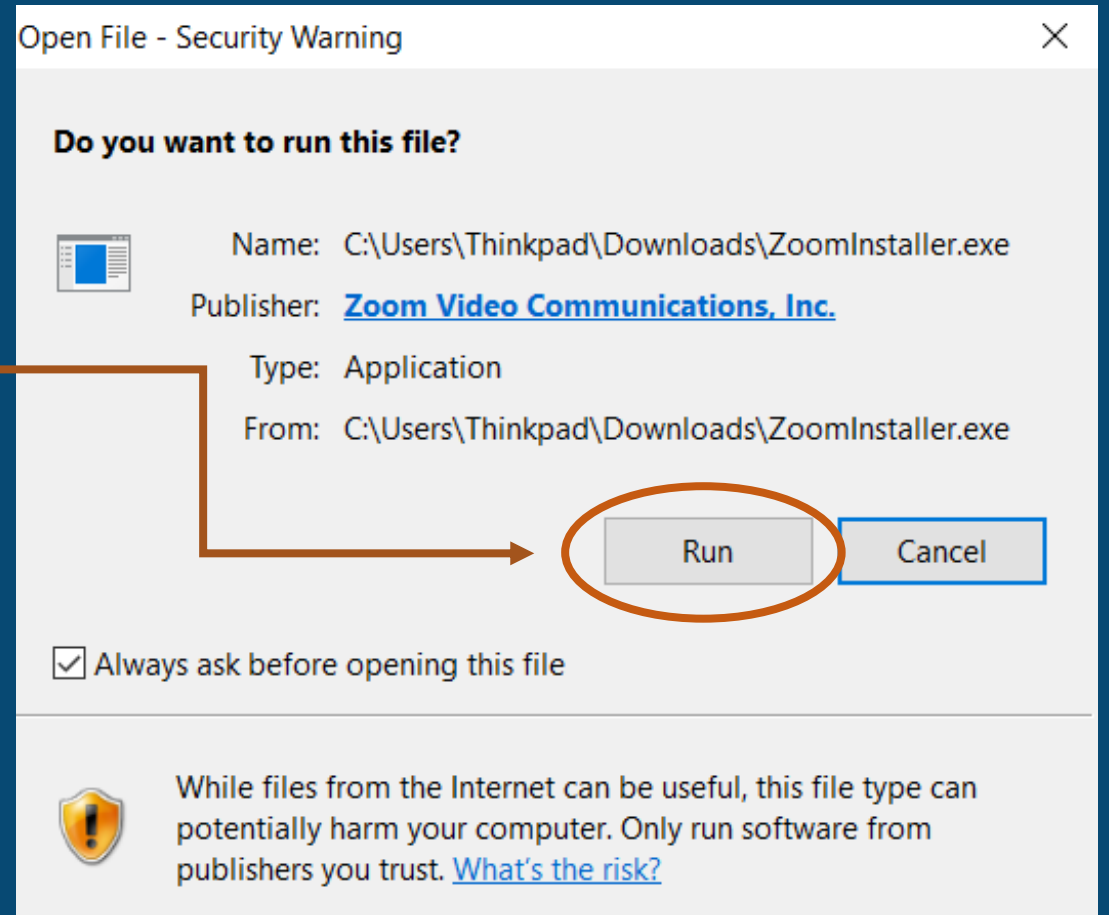 Open File - Security Warning
Do you want to run this file?
Name: C:\Users\Thinkpad\Downloads\ZoomInstaller.exe
Publisher: Zoom Video Communications, Inc.
Type: Application
From: C:\Users\Thinkpad\Downloads\ZoomInstaller.exe
Run Cancel
Always ask before opening this file
While files from the Internet can be useful, this file type can
potentially harm your computer. Only run software from
publishers you trust. What's the risk?